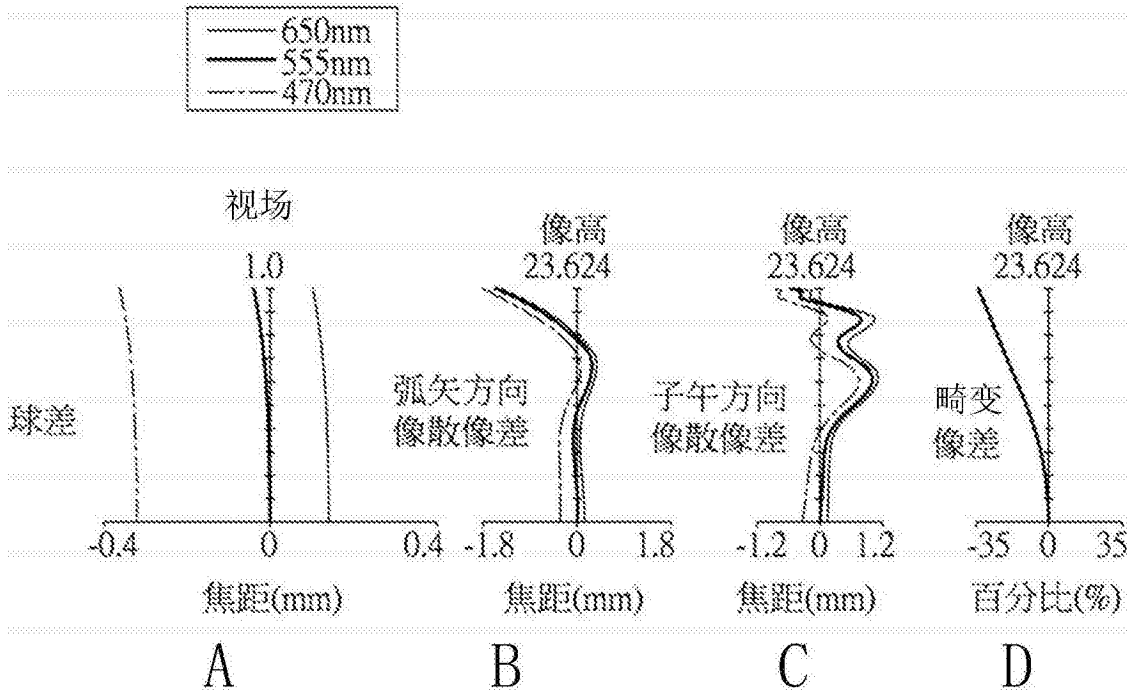 650nm
555nm
470nm
视场
1.0
球差
-0.4 0 0.4
焦距(mm)
A
像高
23.624
弧矢方向
像散像差
-1.8 0 1.8
焦距(mm)
B
像高
23.624
子午方向
像散像差
-1.2 0 1.2
焦距(mm)
C
像高
23.624
畸变
像差
-35 0 35
百分比(%)
D